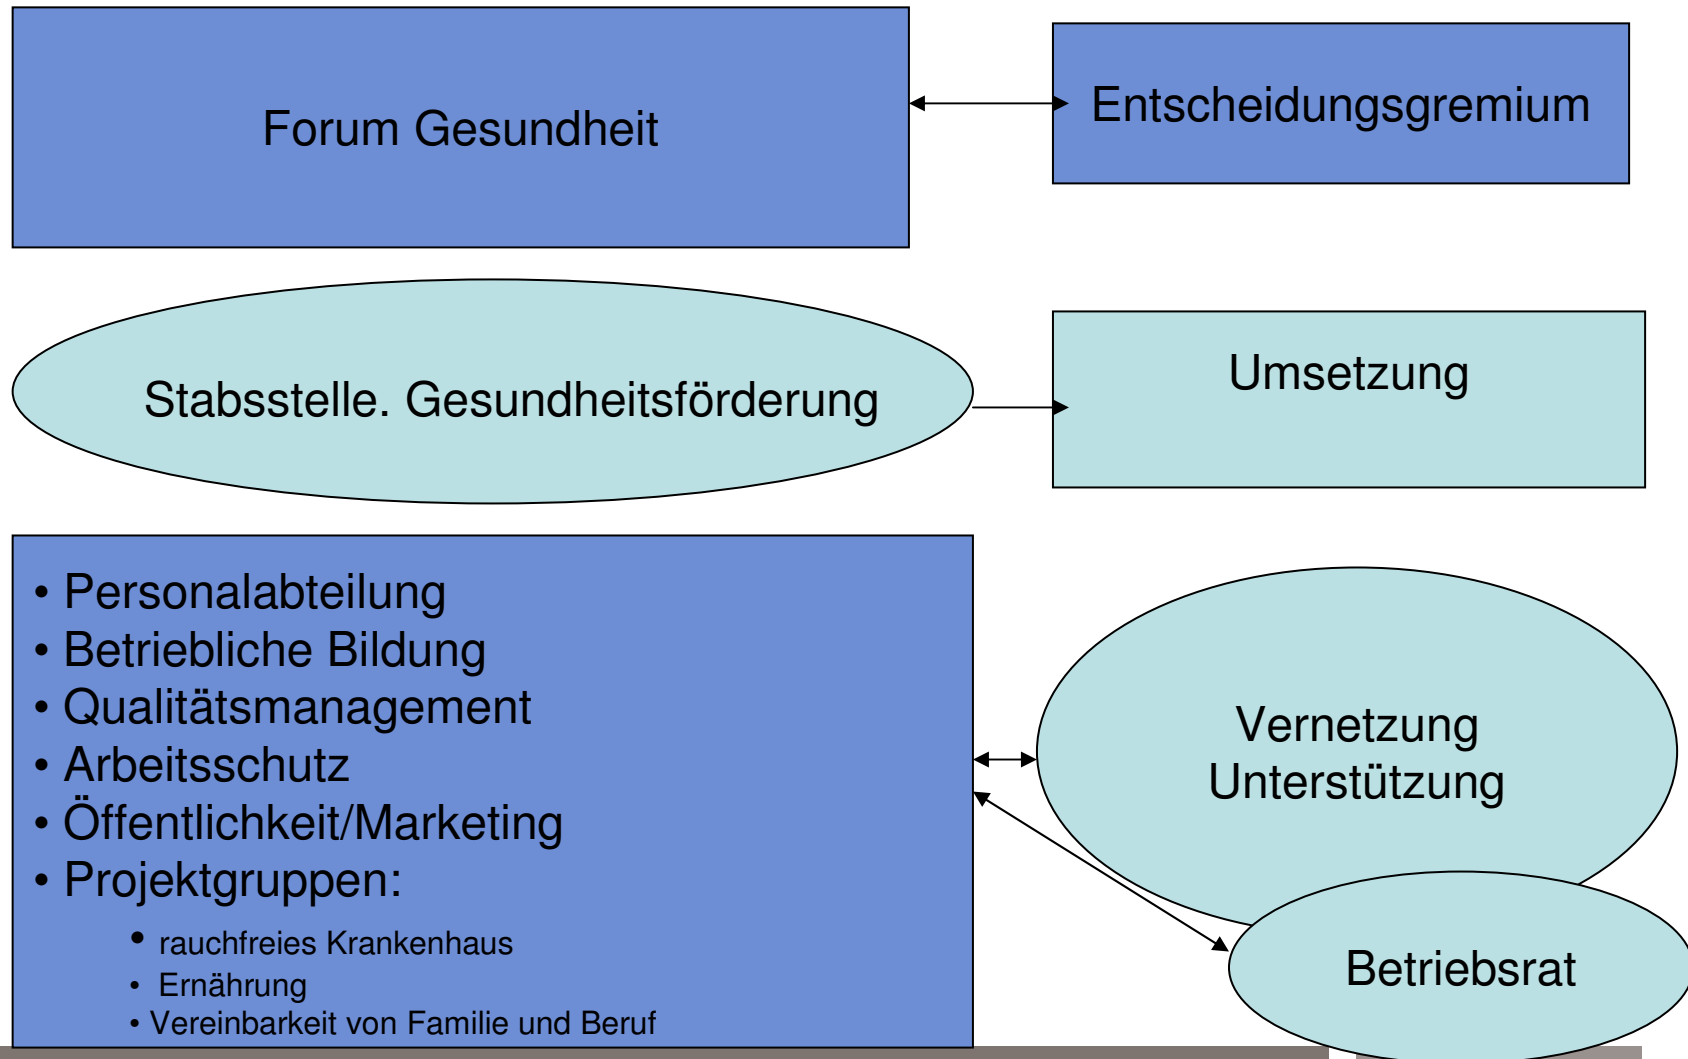 Forum Gesundheit
Entscheidungsgremium
Stabsstelle. Gesundheitsförderung
Umsetzung
• Personalabteilung
• Betriebliche Bildung
• Qualitätsmanagement
• Arbeitsschutz
• Öffentlichkeit/Marketing
• Projektgruppen:
• rauchfreies Krankenhaus
• Ernährung
• Vereinbarkeit von Familie und Beruf
Vernetzung
Unterstützung
Betriebsrat